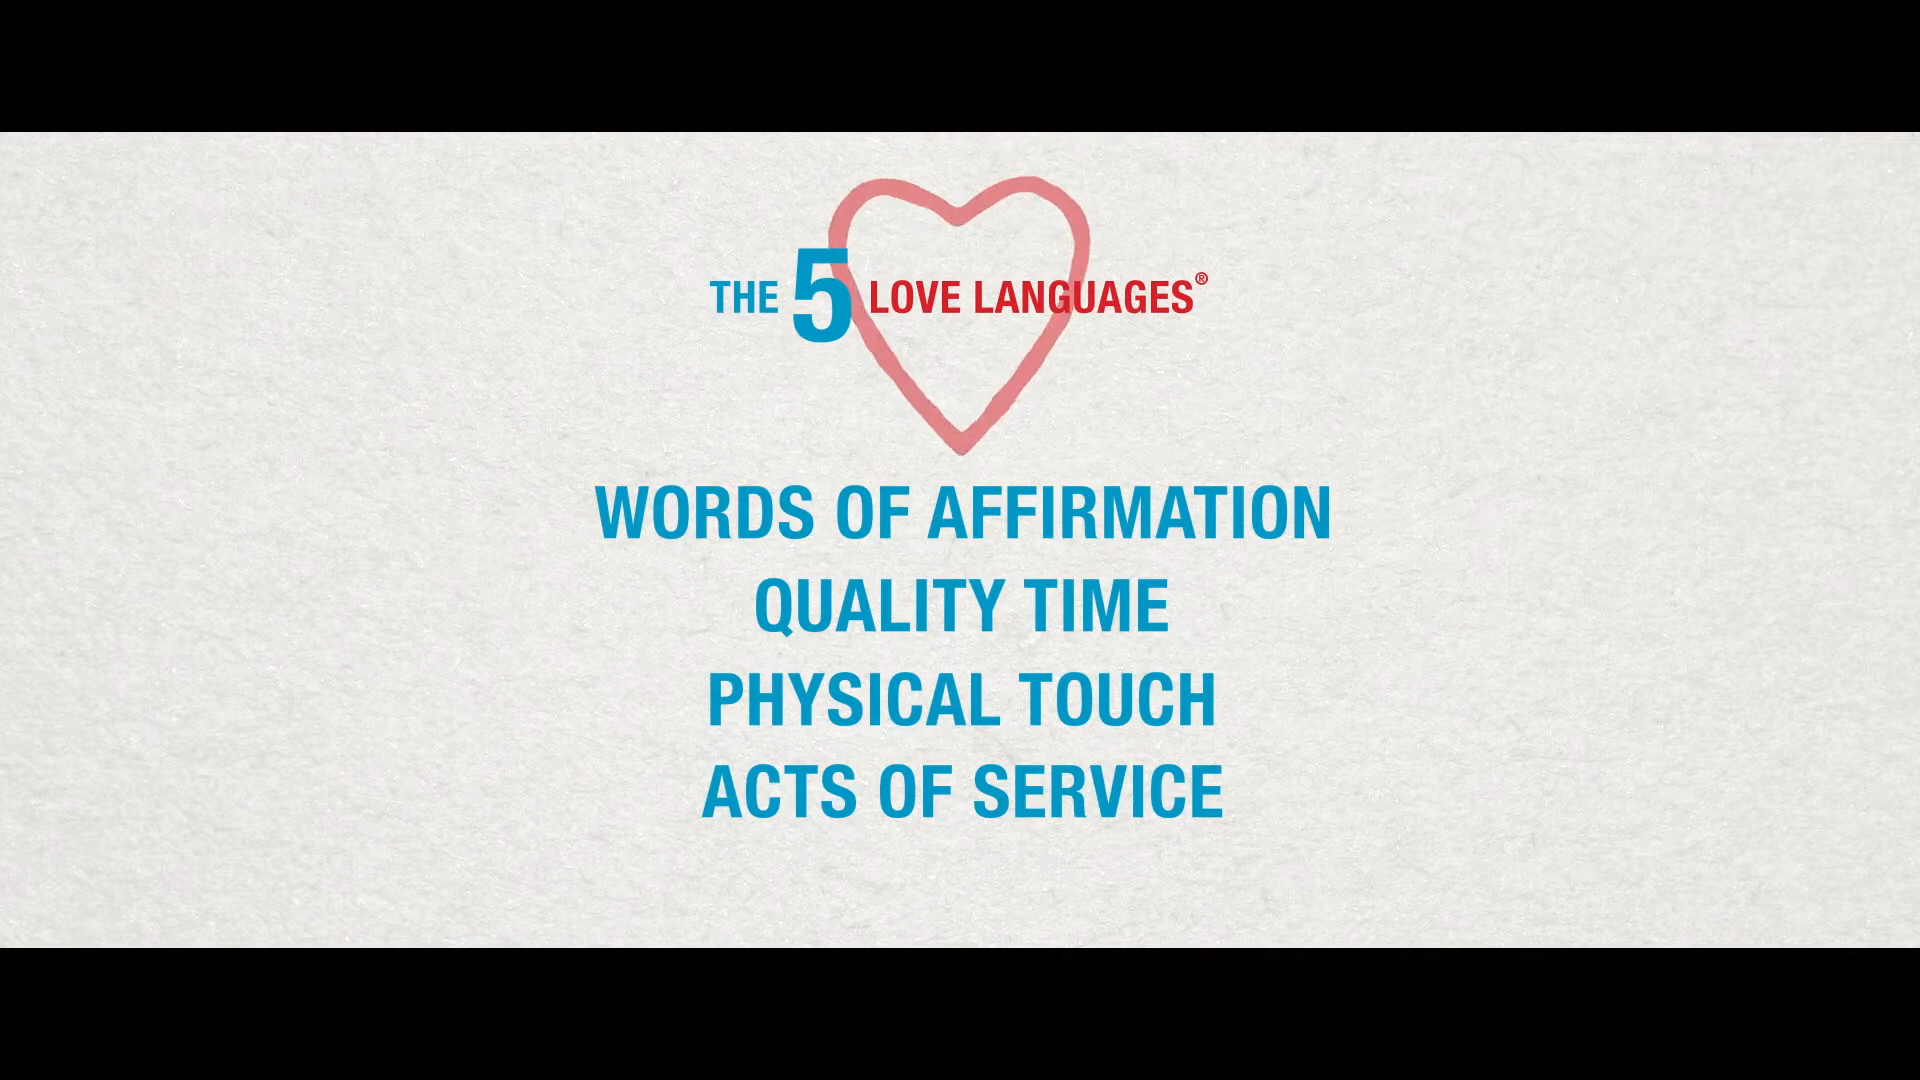 THE 5 LOVE LANGUAGES®
WORDS OF AFFIRMATION
QUALITY TIME
PHYSICAL TOUCH
ACTS OF SERVICE